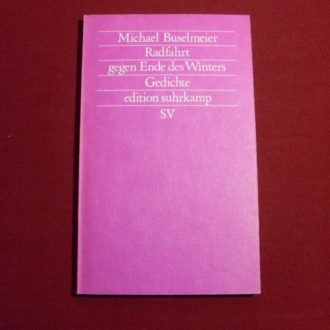 Michael Buselmeier
Radfahrt
gegen Ende des Winters
Gedichte
edition suhrkamp
SV